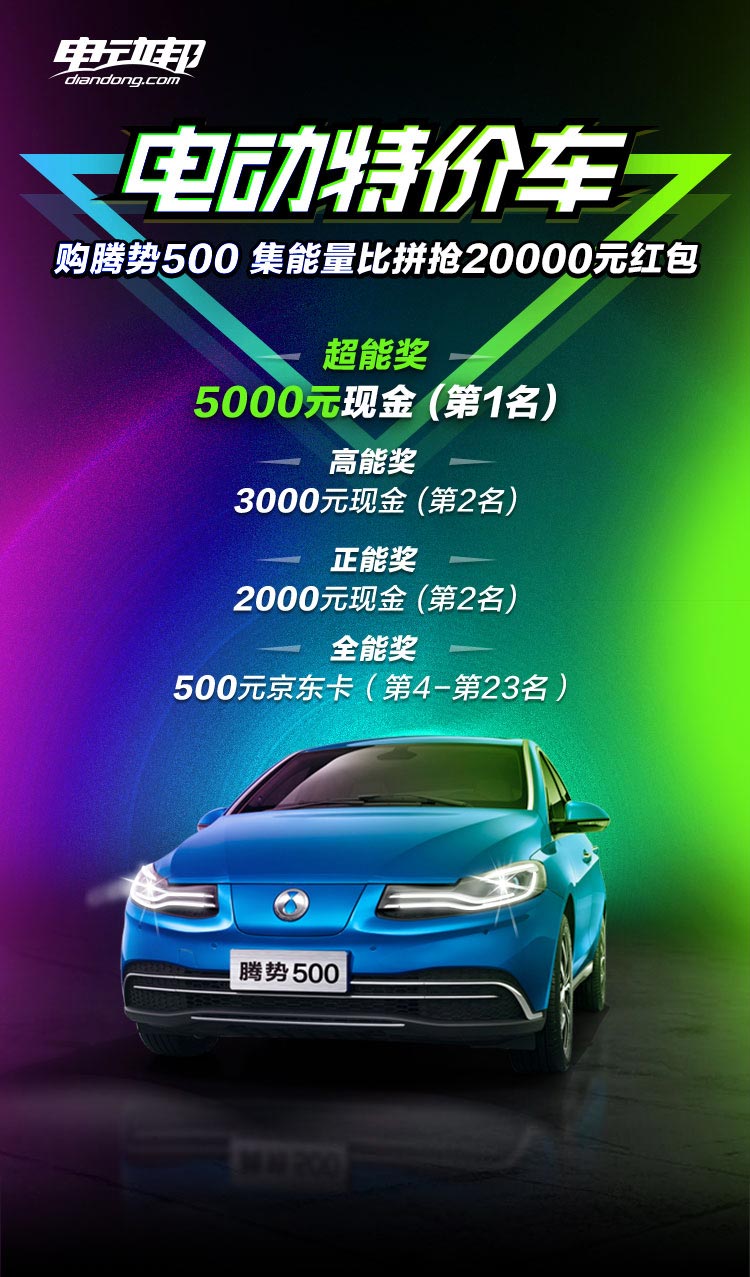 电动邦
diandong.com
电动特价车
购腾势500 集能量比拼抢20000元红包
超能奖
5000元现金 (第1名)
高能奖
3000元现金 (第2名)
正能奖
2000元现金 (第2名)
全能奖
500元京东卡 (第4-第23名)
腾势500